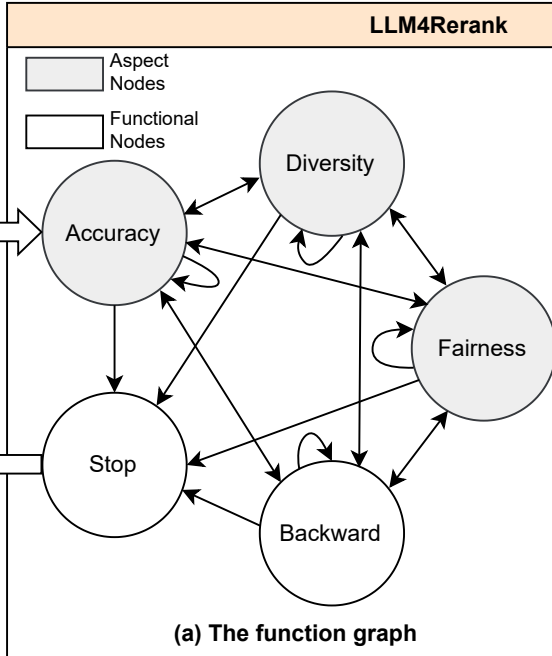 LLM4Rerank
Aspect
Nodes
Functional
Nodes
Diversity
Accuracy
Fairness
Stop
Backward
(a) The function graph